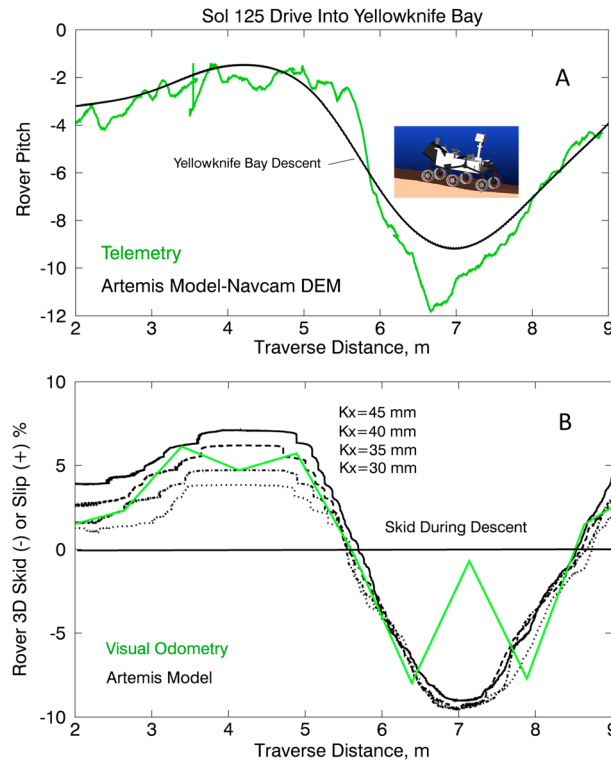 Sol 125 Drive Into Yellowknife Bay
0
-2
-4
-6
-8
-10
-12
Rover Pitch
A
Yellowknife Bay Descent
Telemetry
Artemis Model-Navcam DEM
2 3 4 5 6 7 8 9
Traverse Distance, m
10
5
0
-5
-10
Rover 3D Skid (-) or Slip (+) %
B
Kx=45 mm
Kx=40 mm
Kx=35 mm
Kx=30 mm
Skid During Descent
Visual Odometry
Artemis Model
2 3 4 5 6 7 8 9
Traverse Distance, m